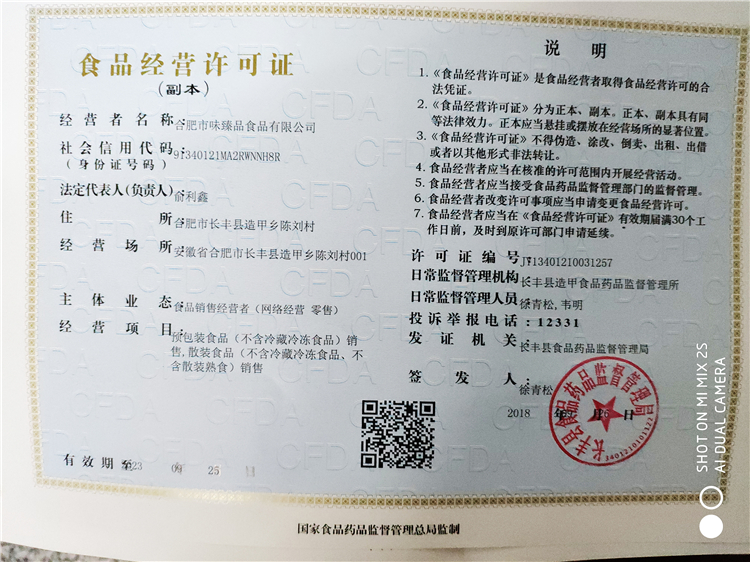 食品经营许可证
(副本)
经营者名称：合肥市味臻品食品有限公司
社会信用代码：91340121MA2RWNNH8R
(身份证号码)
法定代表人(负责人)：俞利鑫
住所：合肥市长丰县造甲乡陈刘村
经营场所：安徽省合肥市长丰县造甲乡陈刘村001
主体业态：食品销售经营者（网络经营 零售）
经营项目：预包装食品（不含冷藏冷冻食品）销
售,散装食品（不含冷藏冷冻食品、不
含散装熟食）销售
有效期至 23 年 月 25 日
说 明
1.《食品经营许可证》是食品经营者取得食品经营许可的合
法凭证。
2.《食品经营许可证》分为正本、副本。正本、副本具有同
等法律效力。正本应当悬挂或摆放在经营场所的显著位置。
3.《食品经营许可证》不得伪造、涂改、倒卖、出租、出借
或者以其他形式非法转让。
4. 食品经营者应当在核准的许可范围内开展经营活动。
5. 食品经营者应当接受食品药品监督管理部门的监督管理。
6. 食品经营者改变许可事项应当申请变更食品经营许可。
7. 食品经营者应当在《食品经营许可证》有效期届满30个工
作日前，及时到原许可部门申请延续。
许可证编号：JY13401210031257
日常监督管理机构：长丰县造甲食品药品监督管理所
日常监督管理人员：徐青松,韦明
投诉举报电话：12331
发证机关：长丰县食品药品监督管理局
签发人：徐青松
2018 年 月 日
长丰县食品药品监督管理局
国家食品药品监督管理总局监制
CFDA
SHOT ON MI MIX 2S
AI DUAL CAMERA